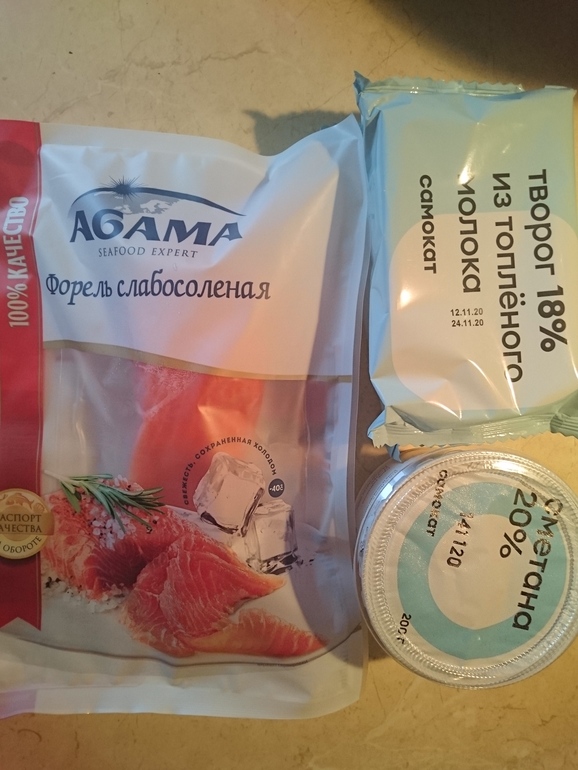 100% КАЧЕСТВО
АГАМА
SEAFOOD EXPERT
Форель слабосоленая
СВЕЖЕСТЬ, СОХРАНЕННАЯ ХОЛОДОМ
-40°
ПАСПОРТ
КАЧЕСТВА
НА ОБОРОТЕ
ТВОРОГ 18%
ИЗ ТОПЛЁНОГО
МОЛОКА
самокат
12.11.20
24.11.20
Сметана
20%
самокат
141120
200 г